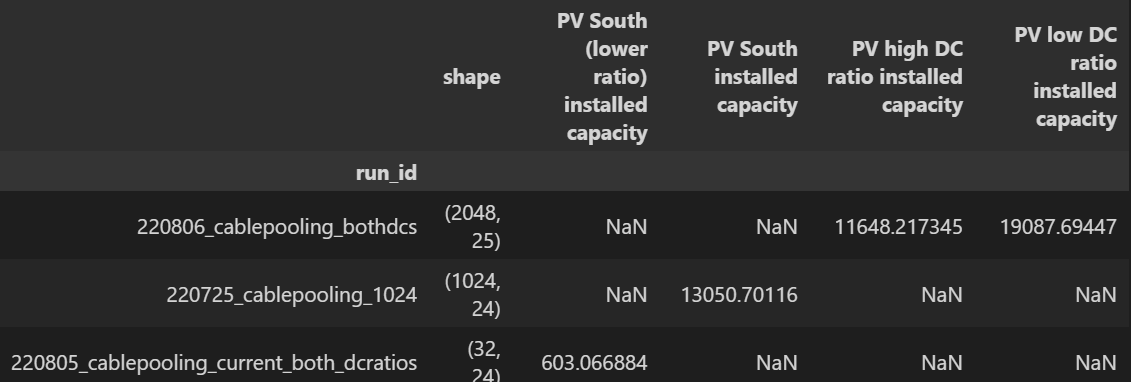 shape PV South (lower ratio) installed capacity PV South installed capacity PV high DC ratio installed capacity PV low DC ratio installed capacity
run_id
220806_cablepooling_bothdcs (2048, 25) NaN NaN 11648.217345 19087.69447
220725_cablepooling_1024 (1024, 24) NaN 13050.70116 NaN NaN
220805_cablepooling_current_both_dcratios (32, 24) 603.066884 NaN NaN NaN